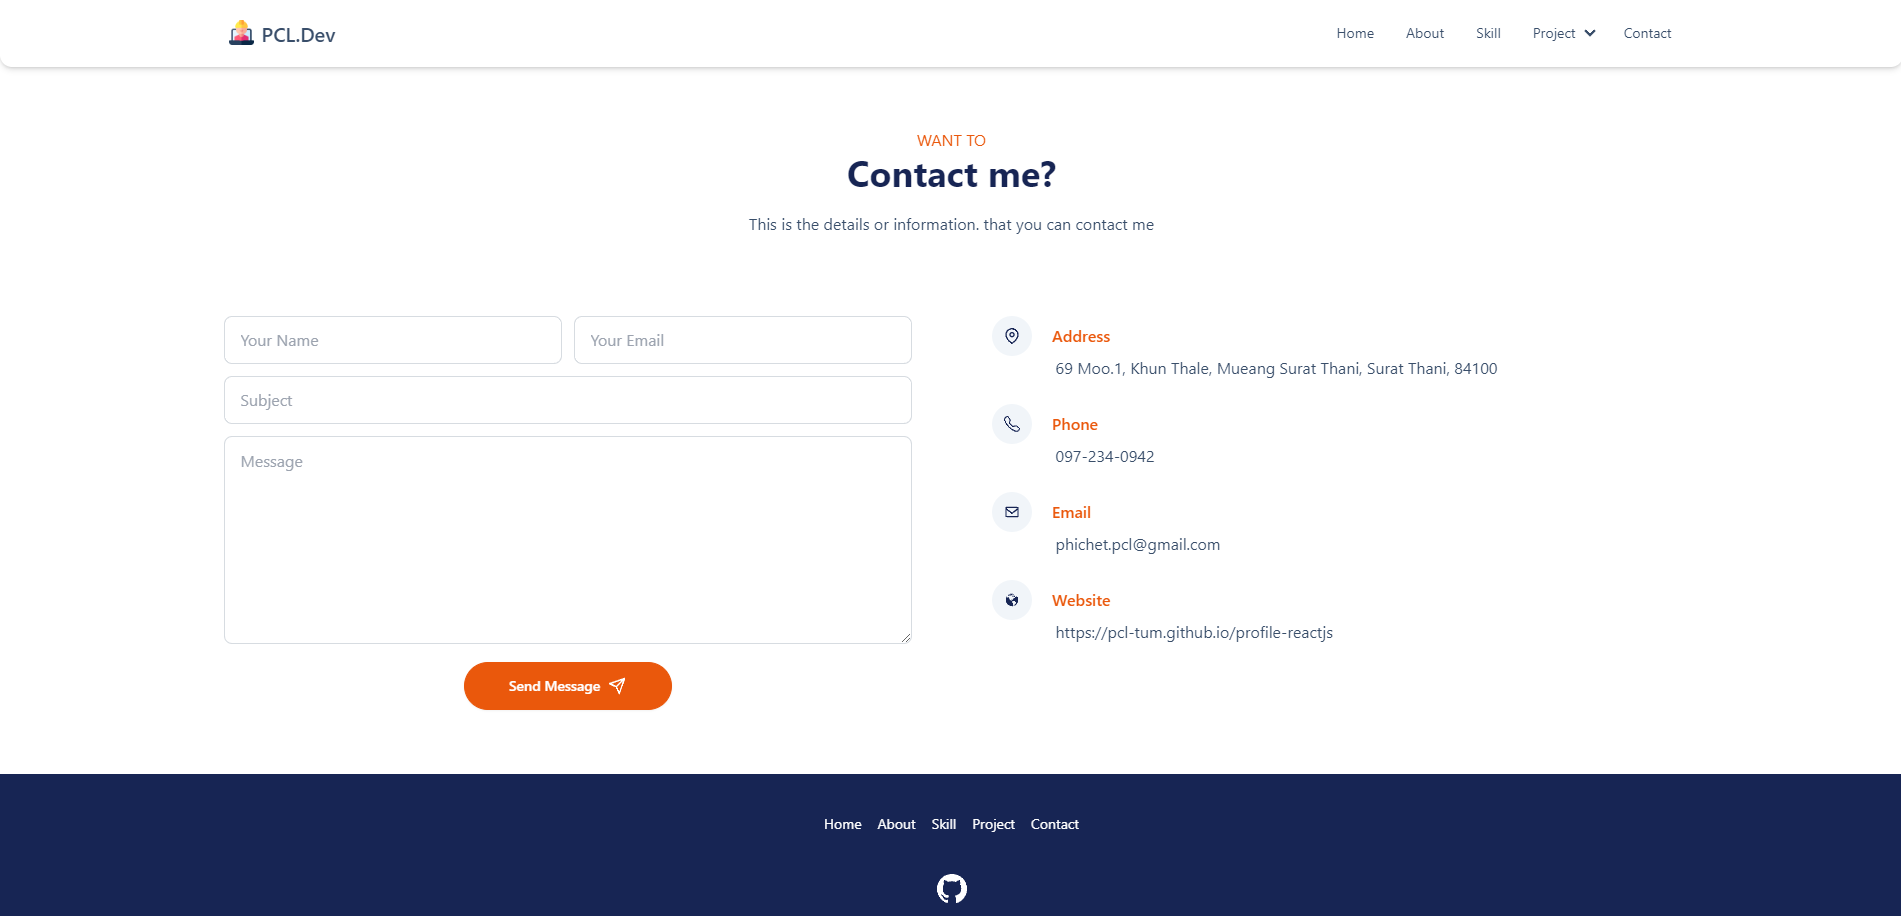 PCL.Dev
Home About Skill Project Contact
WANT TO
Contact me?
This is the details or information. that you can contact me
Your Name Your Email
Subject
Message
Send Message
Address
69 Moo.1, Khun Thale, Mueang Surat Thani, Surat Thani, 84100
Phone
097-234-0942
Email
phichet.pcl@gmail.com
Website
https://pcl-tum.github.io/profile-reactjs
Home About Skill Project Contact